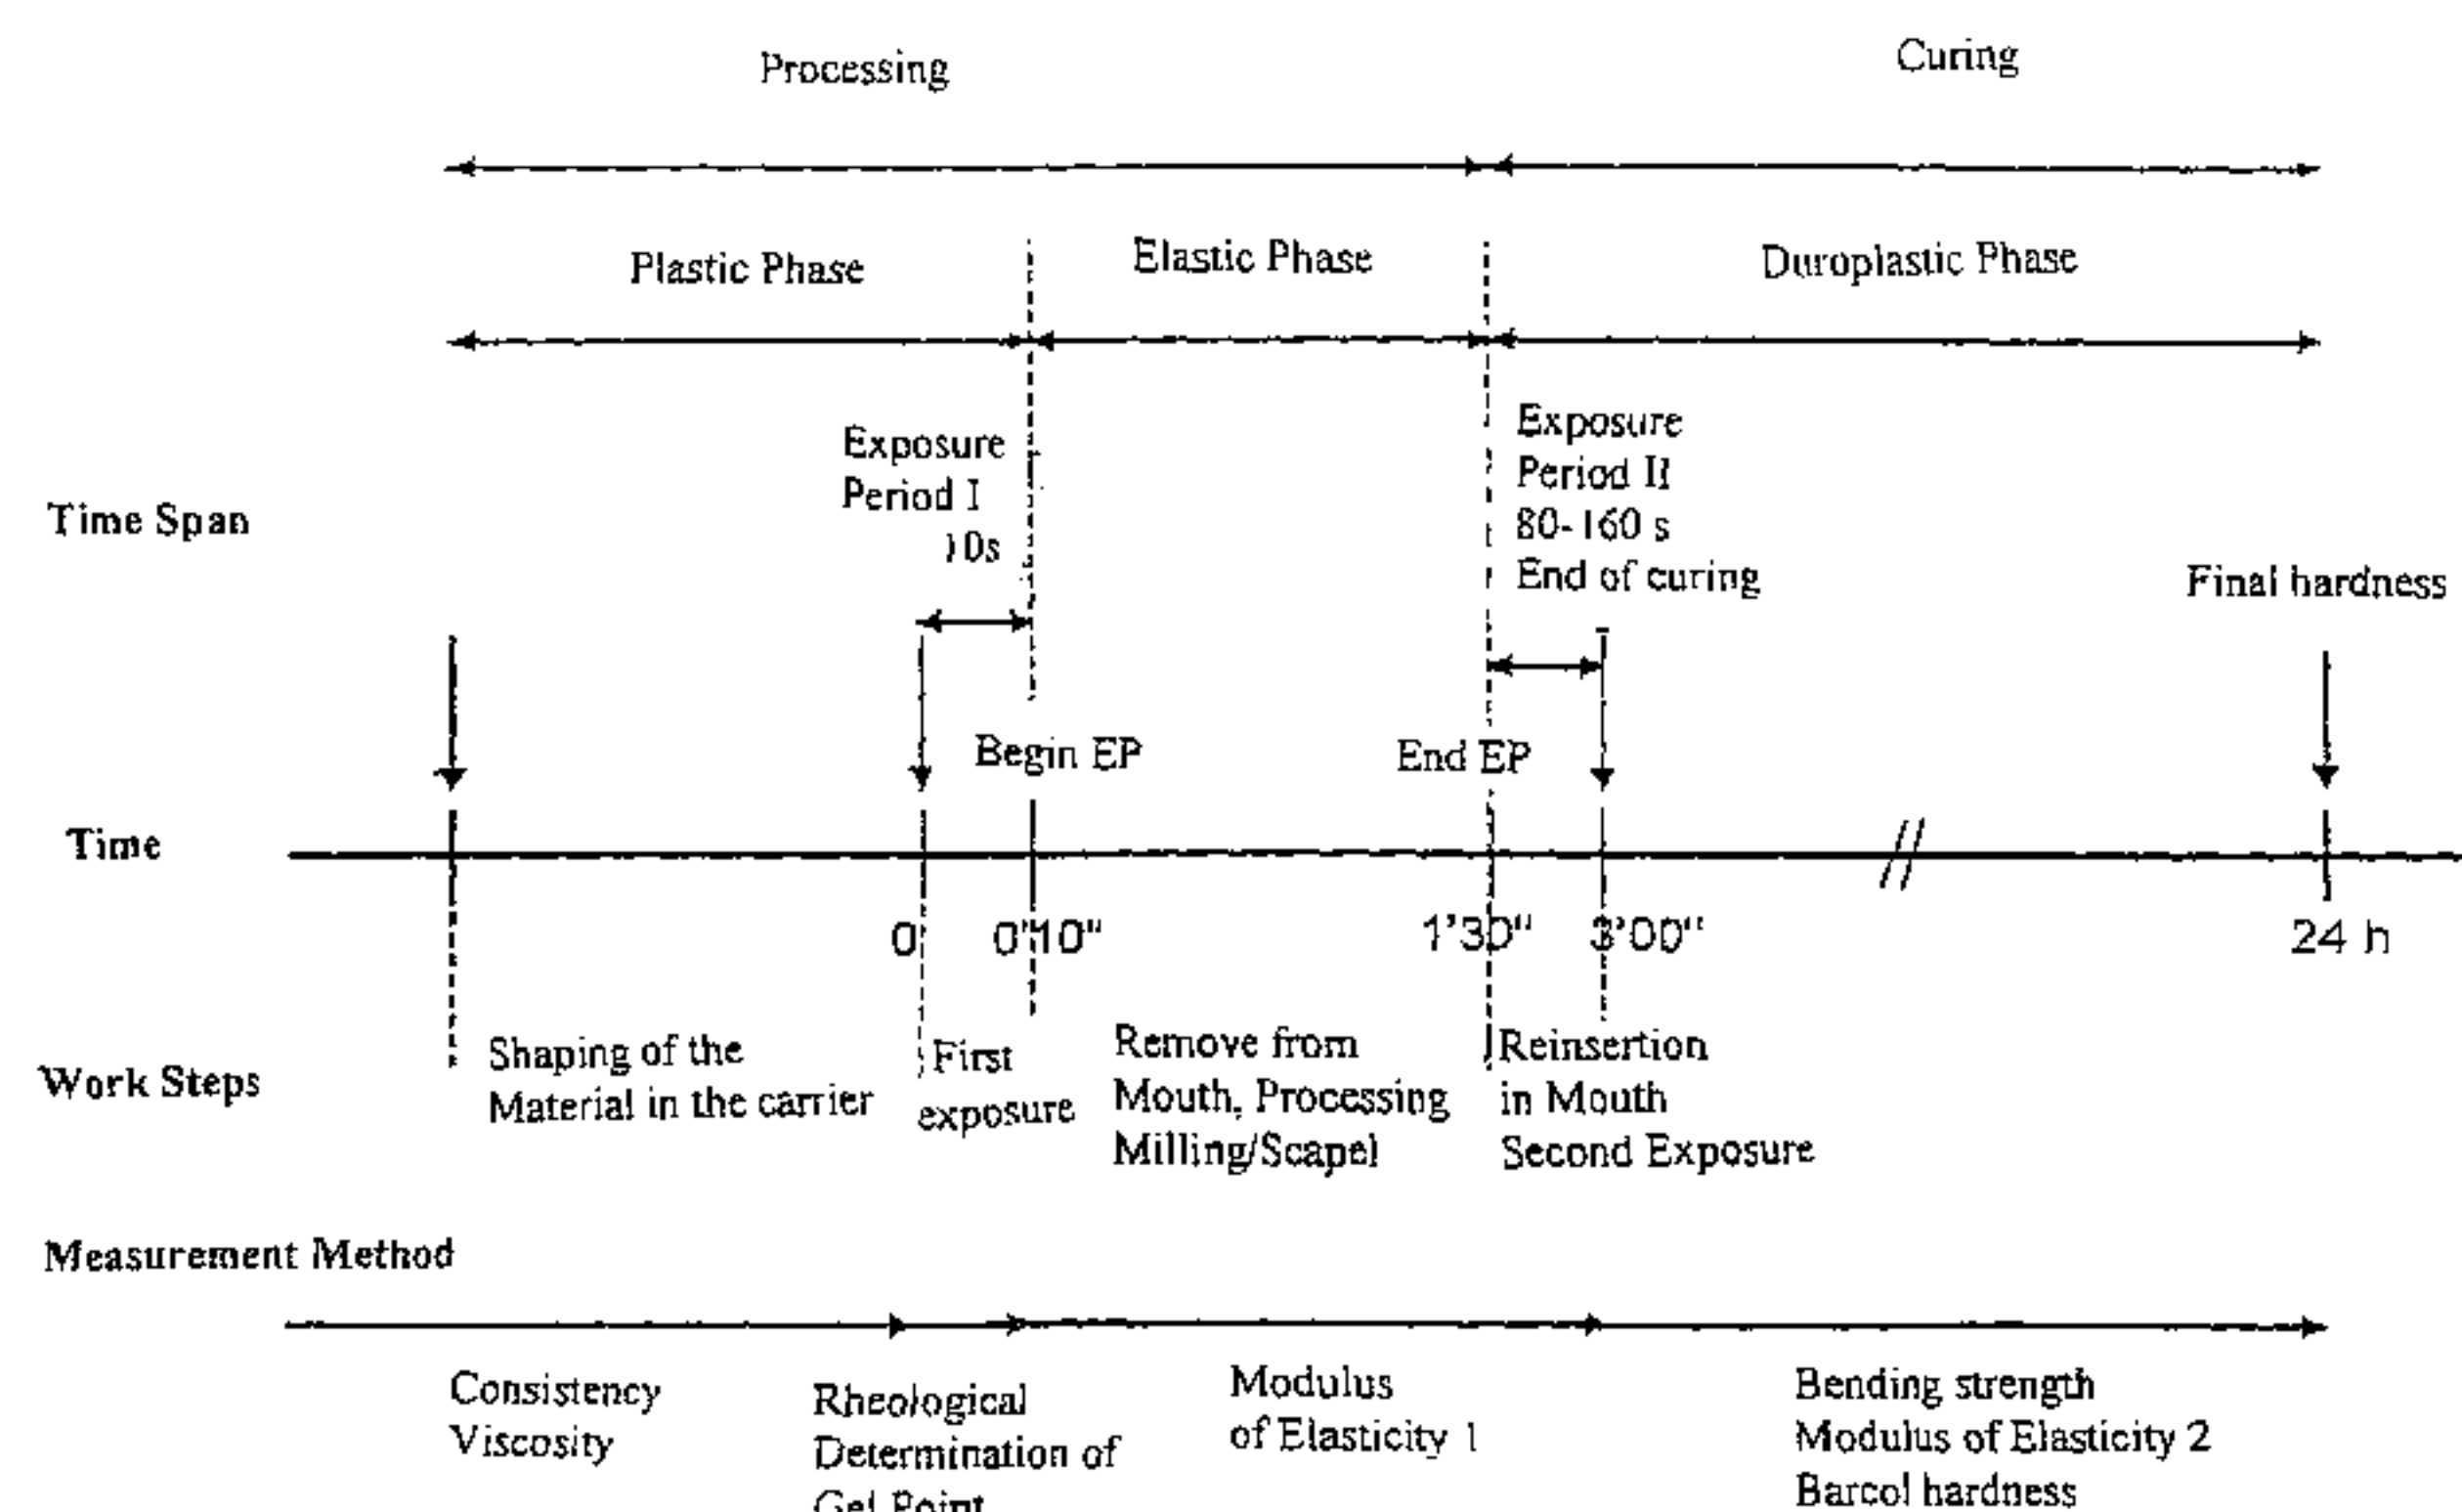 Processing
Curing
Plastic Phase
Elastic Phase
Duroplastic Phase
Time Span
Exposure
Period I
10s
Exposure
Period II
80-160 s
End of curing
Final hardness
Begin EP
End EP
Time
0'
0'10"
1'30"
3'00"
24 h
Work Steps
Shaping of the
Material in the carrier
First
exposure
Remove from
Mouth, Processing
Milling/Scapel
Reinsertion
in Mouth
Second Exposure
Measurement Method
Consistency
Viscosity
Rheological
Determination of
Gel Point
Modulus
of Elasticity 1
Bending strength
Modulus of Elasticity 2
Barcol hardness